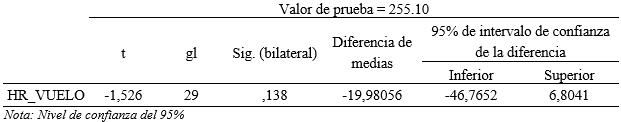 Valor de prueba = 255.10
t gl Sig. (bilateral) Diferencia de medias 95% de intervalo de confianza de la diferencia
Inferior Superior
HR_VUELO -1,526 29 ,138 -19,98056 -46,7652 6,8041
Nota: Nivel de confianza del 95%